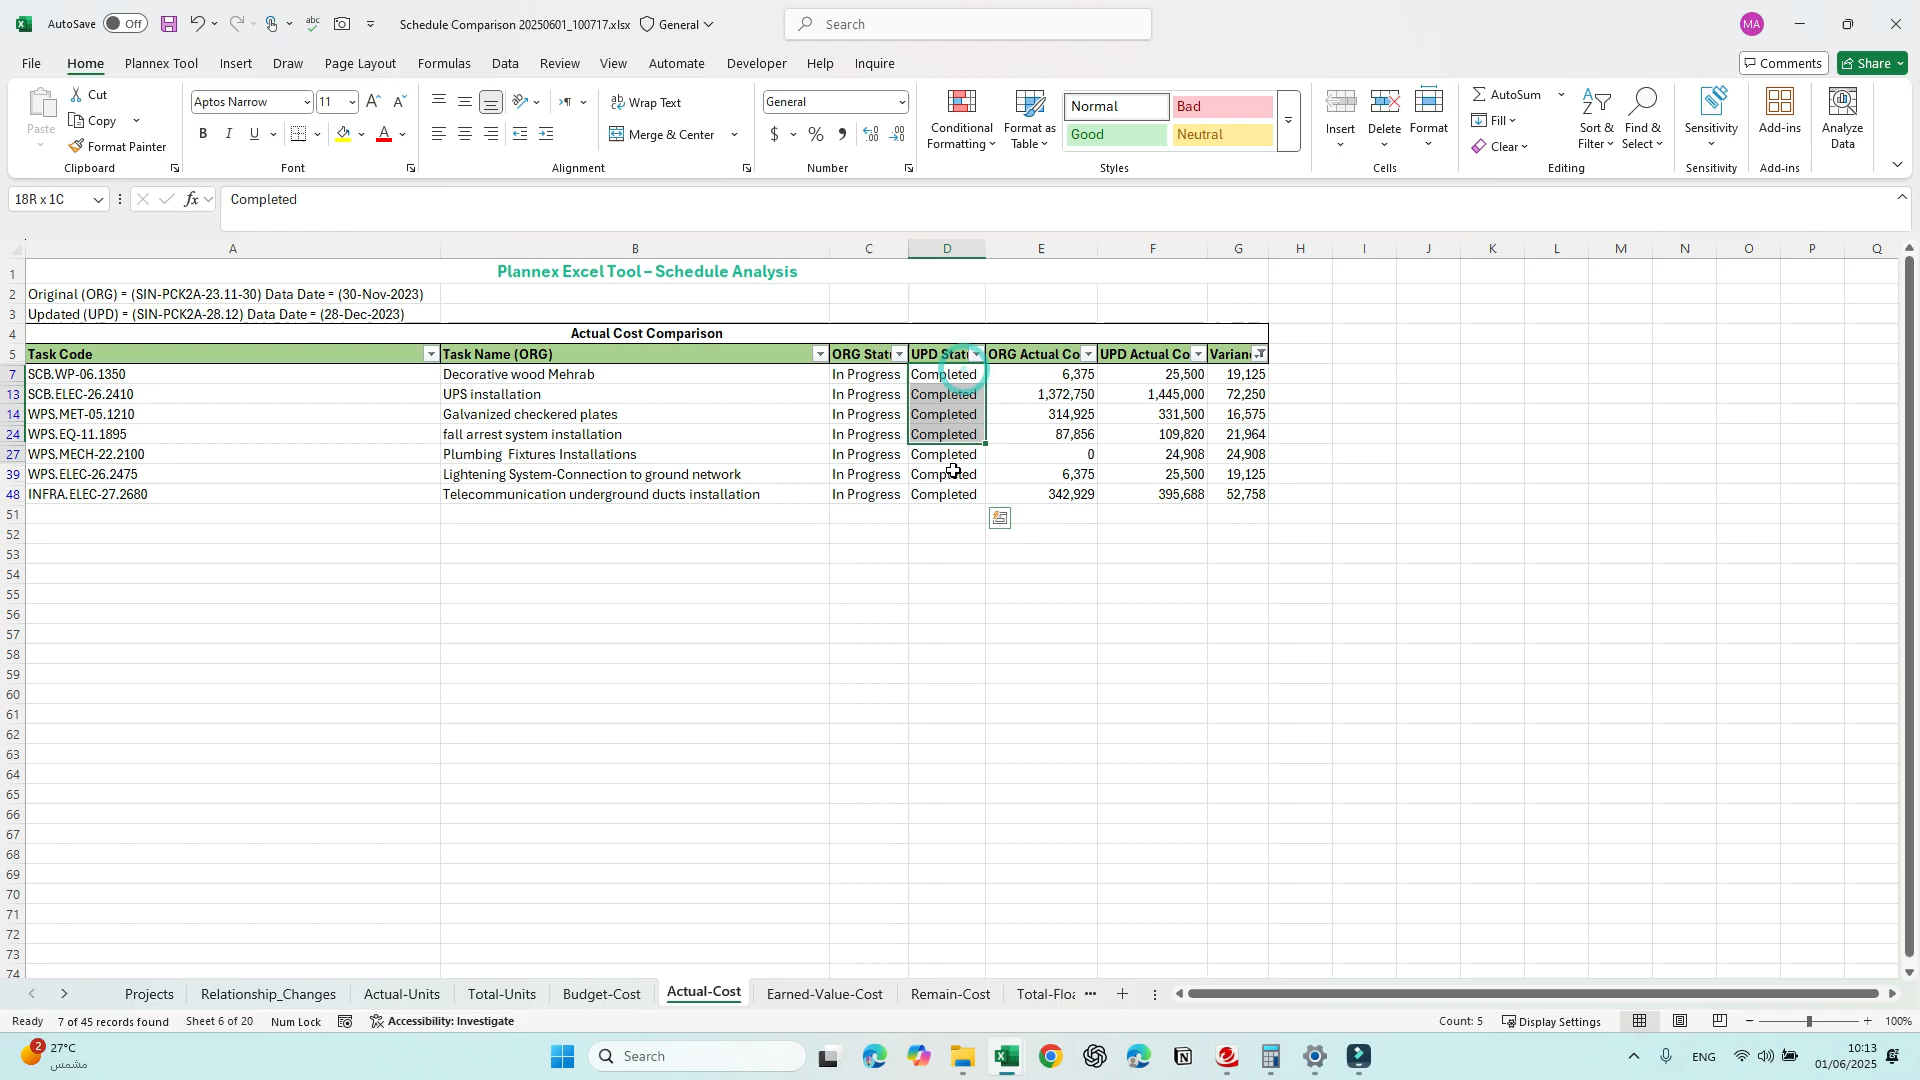 AutoSave Off
Schedule Comparison 20250601_100717.xlsx
General
Search
MA
File Home Plannex Tool Insert Draw Page Layout Formulas Data Review View Automate Developer Help Inquire
Comments Share
Paste
Cut
Copy
Format Painter
Clipboard
Aptos Narrow 11
B I U
Font
Wrap Text
Merge & Center
Alignment
General
Number
Conditional Formatting
Format as Table
Normal Bad
Good Neutral
Styles
Insert Delete Format
Cells
AutoSum
Fill
Clear
Sort & Filter
Find & Select
Editing
Sensitivity
Sensitivity
Add-ins
Add-ins
Analyze Data
18R x 1C
fx
Completed
A B C D E F G H I J K L M N O P Q
1 Plannex Excel Tool – Schedule Analysis
2 Original (ORG) = (SIN-PCK2A-23.11-30) Data Date = (30-Nov-2023)
3 Updated (UPD) = (SIN-PCK2A-28.12) Data Date = (28-Dec-2023)
4 Actual Cost Comparison
5 Task Code Task Name (ORG) ORG Stat UPD Stat ORG Actual Co UPD Actual Co Varian
7 SCB.WP-06.1350 Decorative wood Mehrab In Progress Completed 6,375 25,500 19,125
13 SCB.ELEC-26.2410 UPS installation In Progress Completed 1,372,750 1,445,000 72,250
14 WPS.MET-05.1210 Galvanized checkered plates In Progress Completed 314,925 331,500 16,575
24 WPS.EQ-11.1895 fall arrest system installation In Progress Completed 87,856 109,820 21,964
27 WPS.MECH-22.2100 Plumbing  Fixtures Installations In Progress Completed 0 24,908 24,908
39 WPS.ELEC-26.2475 Lightening System-Connection to ground network In Progress Completed 6,375 25,500 19,125
48 INFRA.ELEC-27.2680 Telecommunication underground ducts installation In Progress Completed 342,929 395,688 52,758
51
52
53
54
55
56
57
58
59
60
61
62
63
64
65
66
67
68
69
70
71
72
73
74
Projects Relationship_Changes Actual-Units Total-Units Budget-Cost Actual-Cost Earned-Value-Cost Remain-Cost Total-Floa
Ready 7 of 45 records found Sheet 6 of 20 Num Lock Accessibility: Investigate Count: 5 Display Settings 100%
2
27°C
مشمس
Search
ENG
10:13
01/06/2025